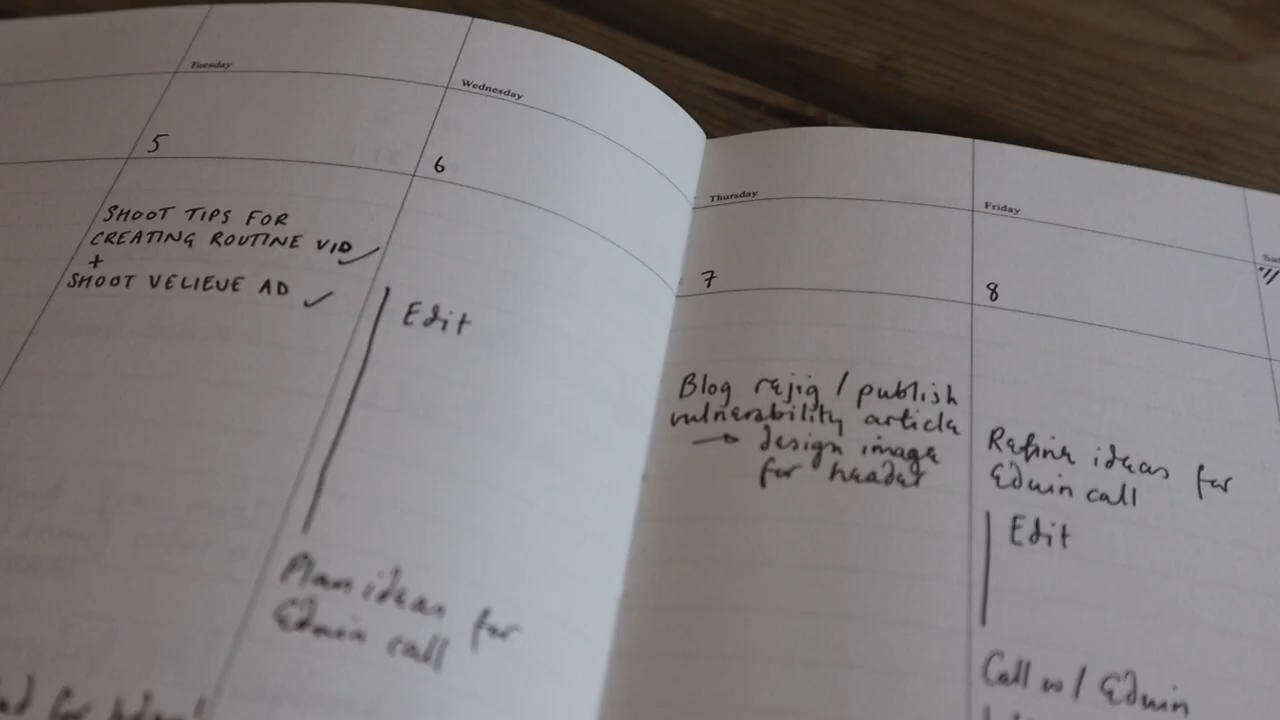 Tuesday
5
SHOOT TIPS FOR
CREATING ROUTINE VID
+
SHOOT VELIEVE AD
Wednesday
6
Edit
Plan ideas for
Edwin call
Thursday
7
Blog rejig / publish
vulnerability article
→ design image
for header
Friday
8
Refine ideas for
Edwin call
Edit
Call w/ Edwin